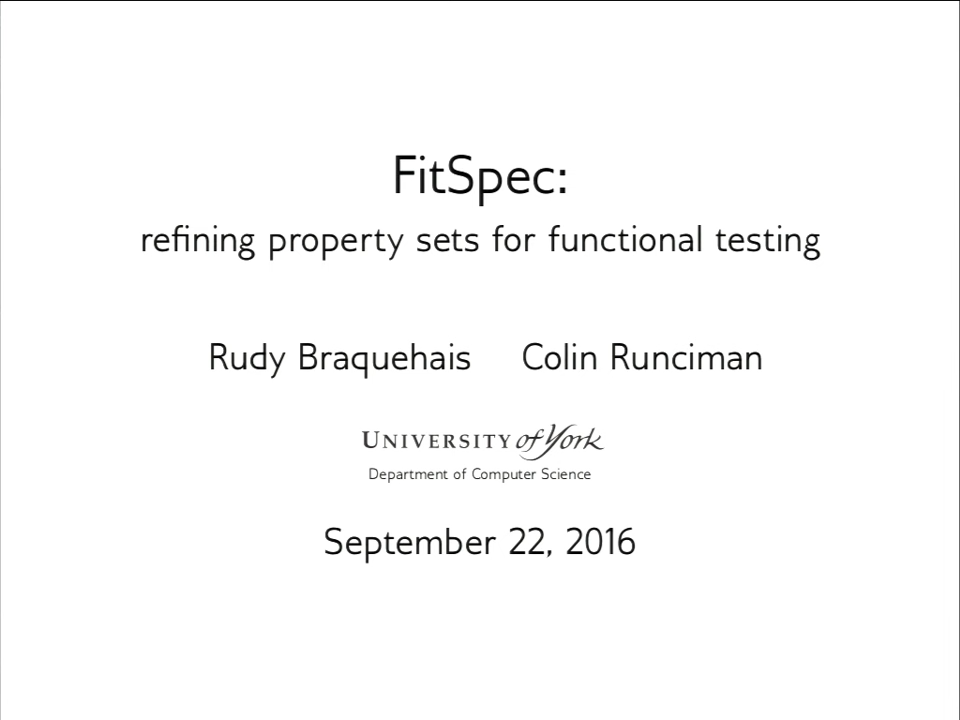 FitSpec:
refining property sets for functional testing
Rudy Braquehais Colin Runciman
UNIVERSITY of York
Department of Computer Science
September 22, 2016